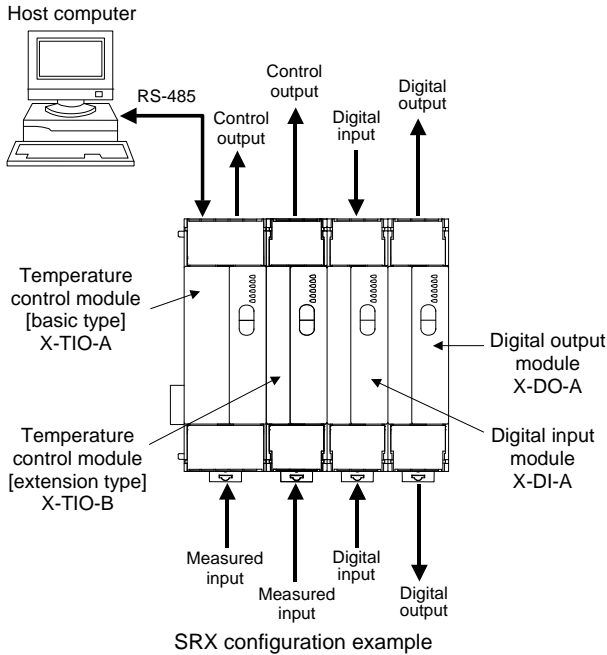 Host computer
RS-485
Control
output
Control
output
Digital
input
Digital
output
Temperature
control module
[basic type]
X-TIO-A
Temperature
control module
[extension type]
X-TIO-B
Digital output
module
X-DO-A
Digital input
module
X-DI-A
Measured
input
Measured
input
Digital
input
Digital
output
SRX configuration example